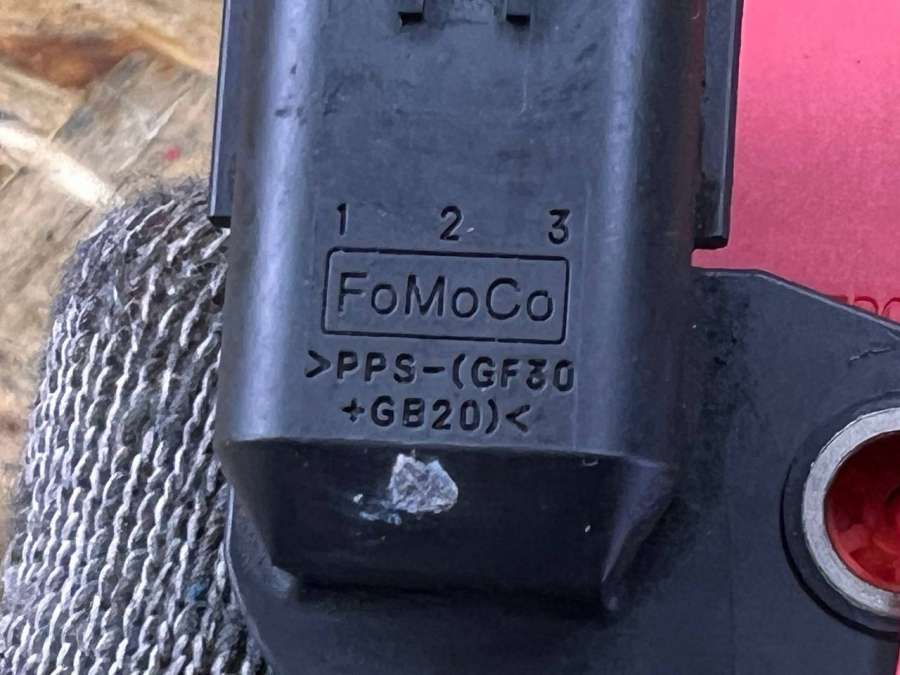 1 2 3
FoMoCo
>PPS-(GF30
+GB20)<